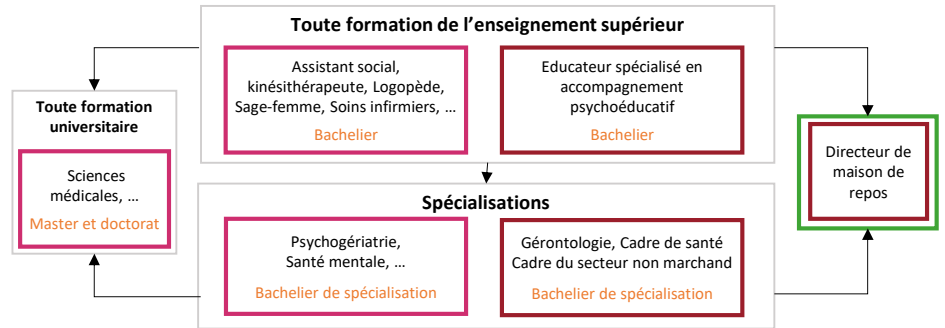 Toute formation de l’enseignement supérieur
Assistant social,
kinésithérapeute, Logopède,
Sage-femme, Soins infirmiers, …
Bachelier
Educateur spécialisé en
accompagnement
psychoéducatif
Bachelier
Toute formation
universitaire
Sciences
médicales, …
Master et doctorat
Directeur de
maison de
repos
Spécialisations
Psychogériatrie,
Santé mentale, …
Bachelier de spécialisation
Gérontologie, Cadre de santé
Cadre du secteur non marchand
Bachelier de spécialisation